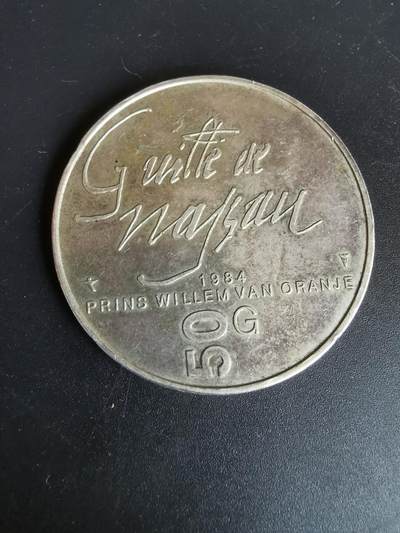 Guille de
Nassau
1984
PRINS WILLEM VAN ORANJE
50 G